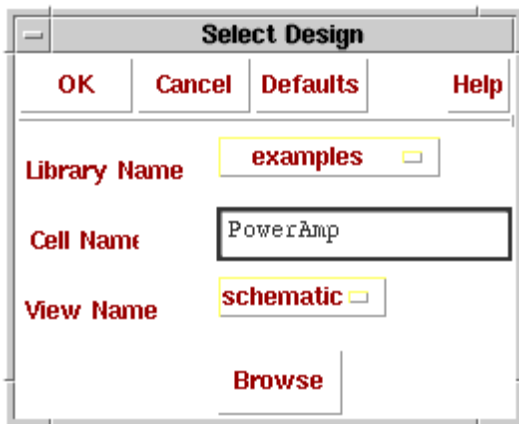 Select Design
OK Cancel Defaults Help
Library Name examples
Cell Name PowerAmp
View Name schematic
Browse